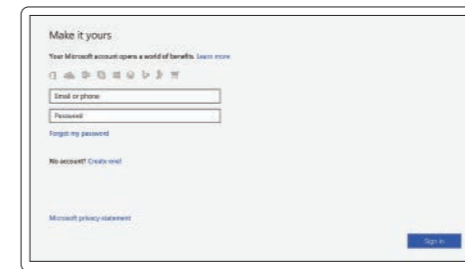 Make it yours
Your Microsoft account opens a world of benefits. Learn more
Email or phone
Password
Forgot my password
No account? Create one!
Microsoft privacy statement
Sign in